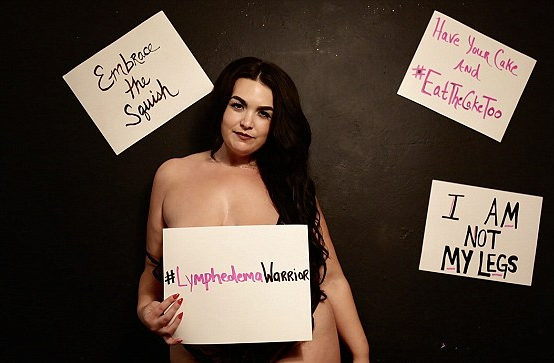 Embrace
the
Squish
Have Your Cake
And
#EatTheCakeToo
#LymphedemaWarrior
I AM
NOT
MY LEGS